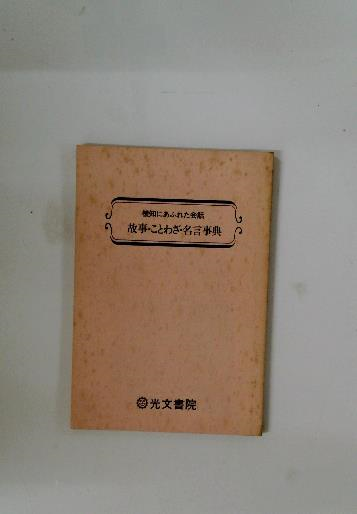 機知にあふれた会話
故事・ことわざ・名言事典
光文書院